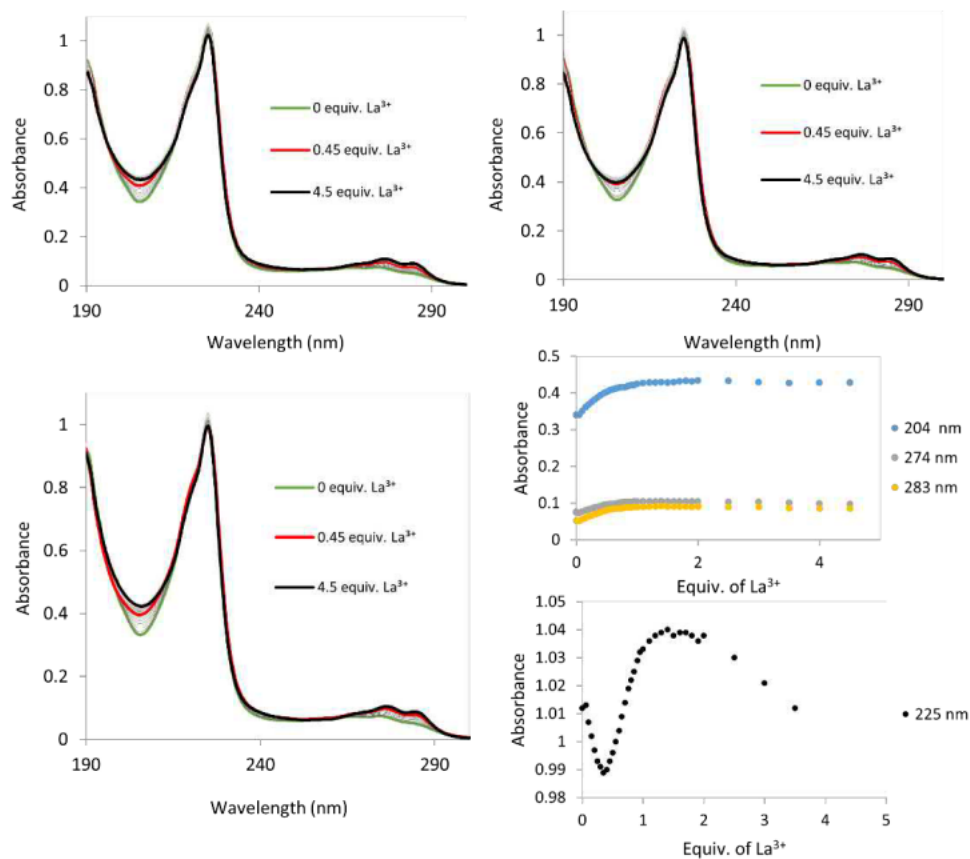 1
0.8
0.6
0.4
0.2
0
Absorbance
0 equiv. La³⁺
0.45 equiv. La³⁺
4.5 equiv. La³⁺
190
240
290
Wavelength (nm)
1
0.8
0.6
0.4
0.2
0
Absorbance
0 equiv. La³⁺
0.45 equiv. La³⁺
4.5 equiv. La³⁺
190
240
290
Wavelength (nm)
1
0.8
0.6
0.4
0.2
0
Absorbance
0 equiv. La³⁺
0.45 equiv. La³⁺
4.5 equiv. La³⁺
190
240
290
Wavelength (nm)
0.5
0.4
0.3
0.2
0.1
0
Absorbance
204 nm
274 nm
283 nm
0
2
4
Equiv. of La³⁺
1.05
1.04
1.03
1.02
1.01
1
0.99
0.98
Absorbance
225 nm
0
1
2
3
4
5
Equiv. of La³⁺